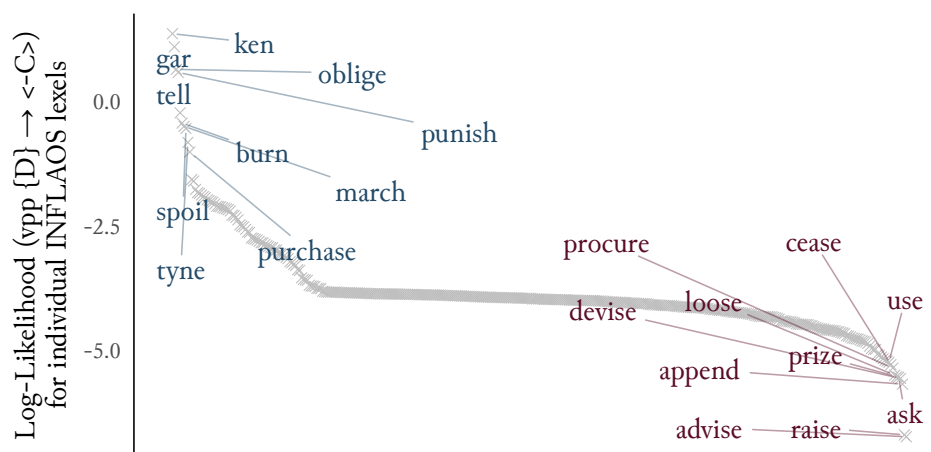 Log-Likelihood (vpp {D} → <-C>)
for individual INFLAOS lexels
0.0
−2.5
−5.0
ken
gar
oblige
tell
punish
burn
march
spoil
purchase
tyne
procure
cease
loose
use
devise
prize
append
ask
advise
raise